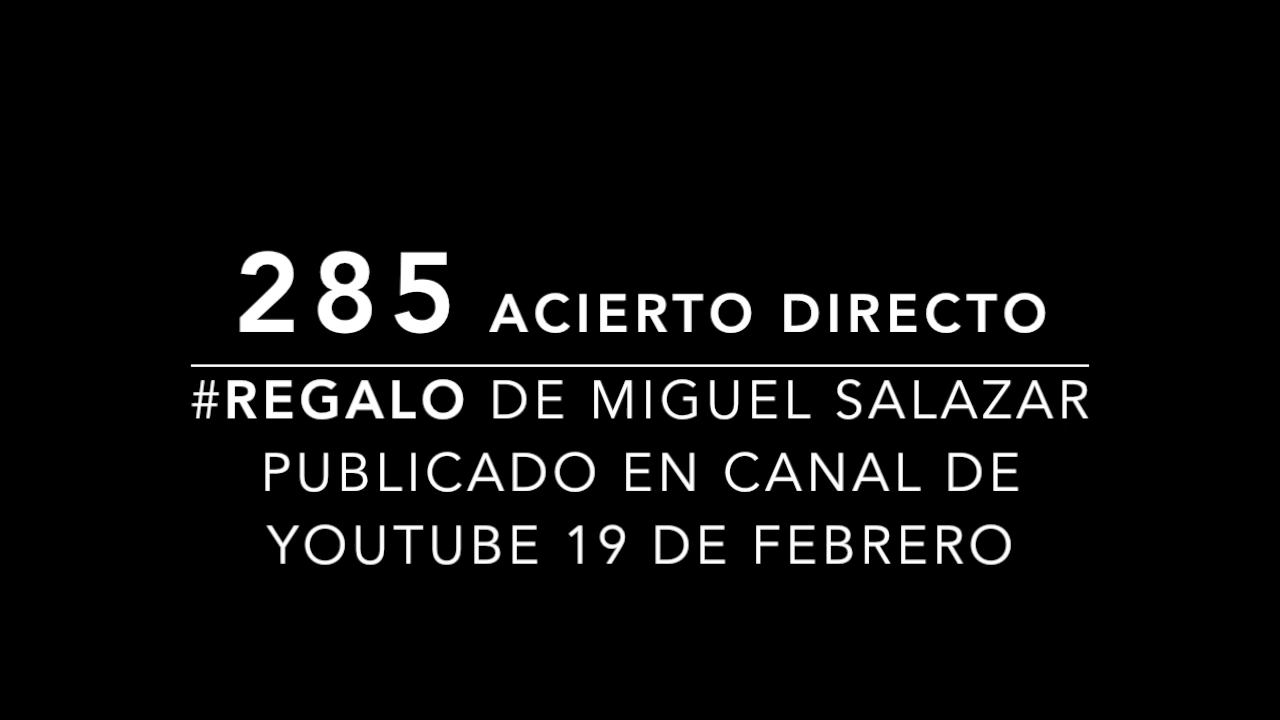 285 ACIERTO DIRECTO
#REGALO DE MIGUEL SALAZAR
PUBLICADO EN CANAL DE
YOUTUBE 19 DE FEBRERO